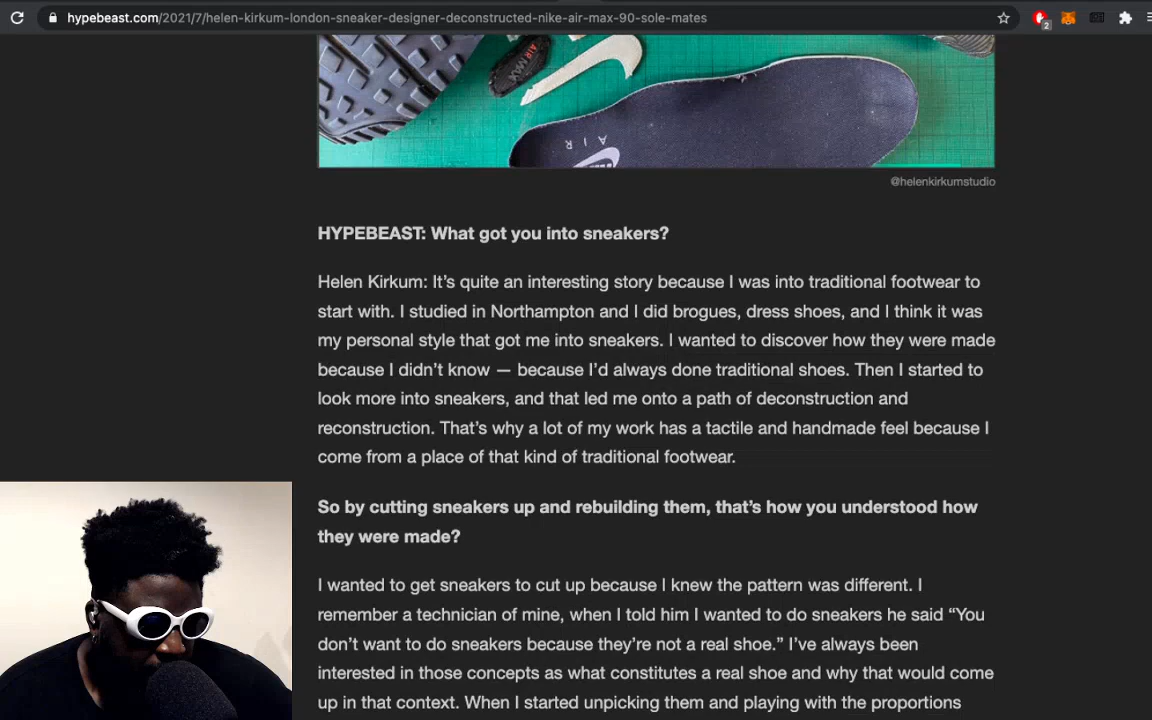 hypebeast.com/2021/7/helen-kirkum-london-sneaker-designer-deconstructed-nike-air-max-90-sole-mates
2
AIR
MAX
AIR
@helenkirkumstudio
HYPEBEAST: What got you into sneakers?
Helen Kirkum: It’s quite an interesting story because I was into traditional footwear to
start with. I studied in Northampton and I did brogues, dress shoes, and I think it was
my personal style that got me into sneakers. I wanted to discover how they were made
because I didn’t know — because I’d always done traditional shoes. Then I started to
look more into sneakers, and that led me onto a path of deconstruction and
reconstruction. That’s why a lot of my work has a tactile and handmade feel because I
come from a place of that kind of traditional footwear.
So by cutting sneakers up and rebuilding them, that’s how you understood how
they were made?
I wanted to get sneakers to cut up because I knew the pattern was different. I
remember a technician of mine, when I told him I wanted to do sneakers he said “You
don’t want to do sneakers because they’re not a real shoe.” I’ve always been
interested in those concepts as what constitutes a real shoe and why that would come
up in that context. When I started unpicking them and playing with the proportions